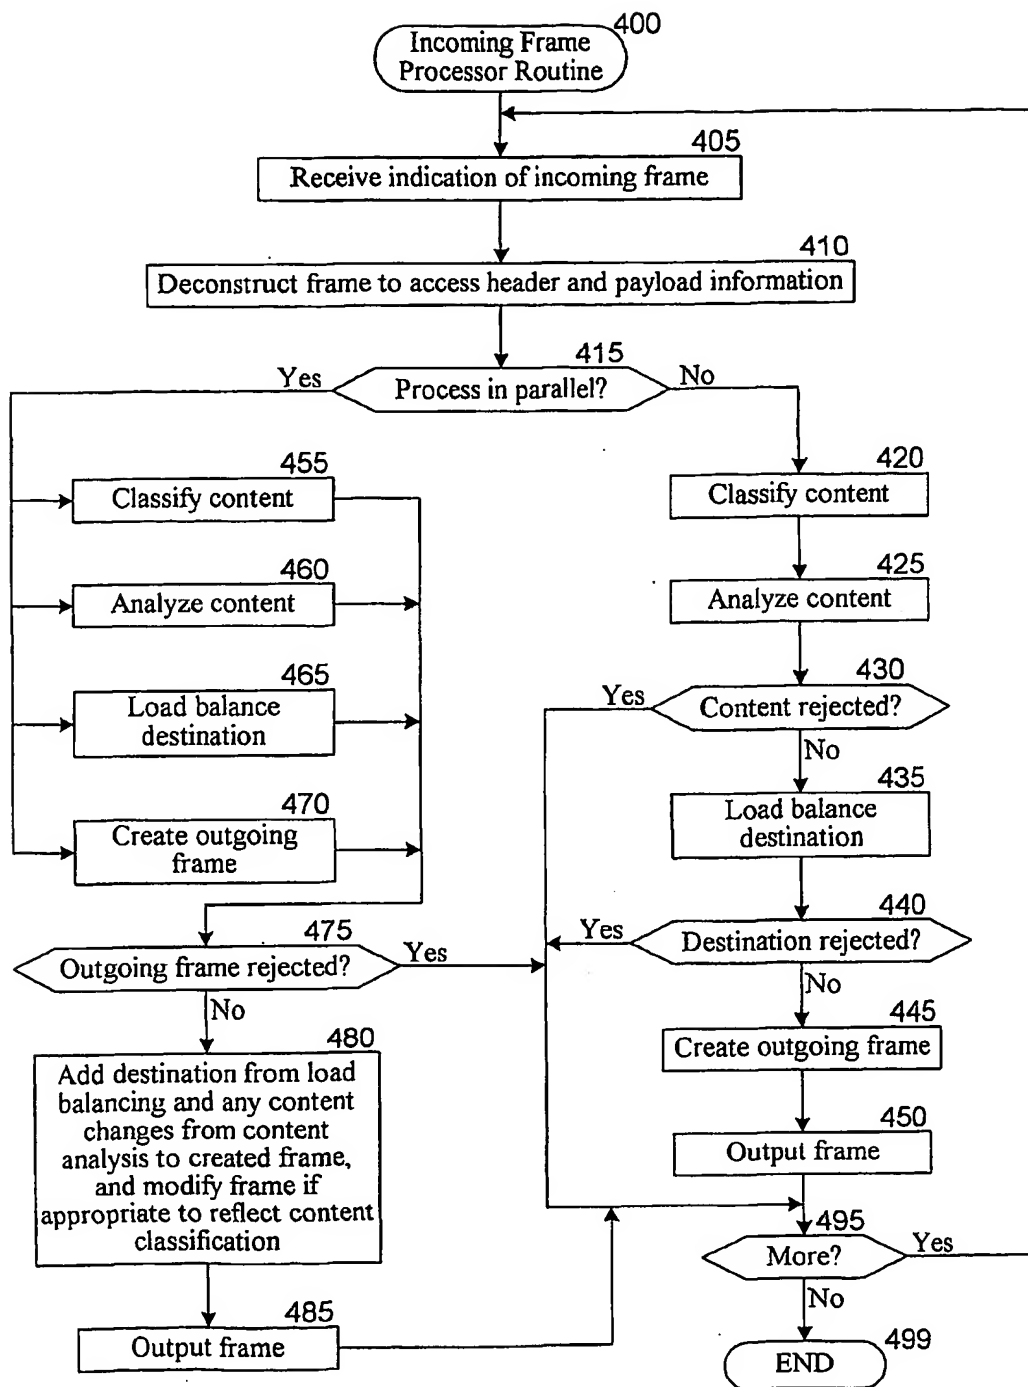 400
Incoming Frame
Processor Routine
405
Receive indication of incoming frame
410
Deconstruct frame to access header and payload information
415
Yes
Process in parallel?
No
455
Classify content
460
Analyze content
465
Load balance
destination
470
Create outgoing
frame
475
Outgoing frame rejected?
Yes
No
480
Add destination from load
balancing and any content
changes from content
analysis to created frame,
and modify frame if
appropriate to reflect content
classification
485
Output frame
420
Classify content
425
Analyze content
430
Yes
Content rejected?
No
435
Load balance
destination
440
Yes
Destination rejected?
No
445
Create outgoing frame
450
Output frame
495
More?
Yes
No
499
END